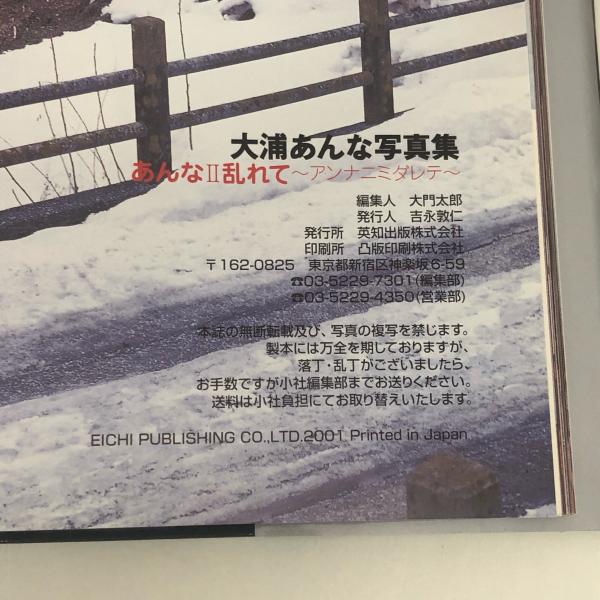 大浦あんな写真集
あんなⅡ乱れて～アンナニミダレテ～
編集人 大門太郎
発行人 吉永敦仁
発行所 英知出版株式会社
印刷所 凸版印刷株式会社
〒162-0825 東京都新宿区神楽坂6-59
☎03-5229-7301(編集部)
☎03-5229-4350(営業部)
本誌の無断転載及び、写真の複写を禁じます。
製本には万全を期しておりますが、
落丁・乱丁がございましたら、
お手数ですが小社編集部までお送りください。
送料は小社負担にてお取り替えいたします。
EICHI PUBLISHING CO.,LTD.2001 Printed in Japan